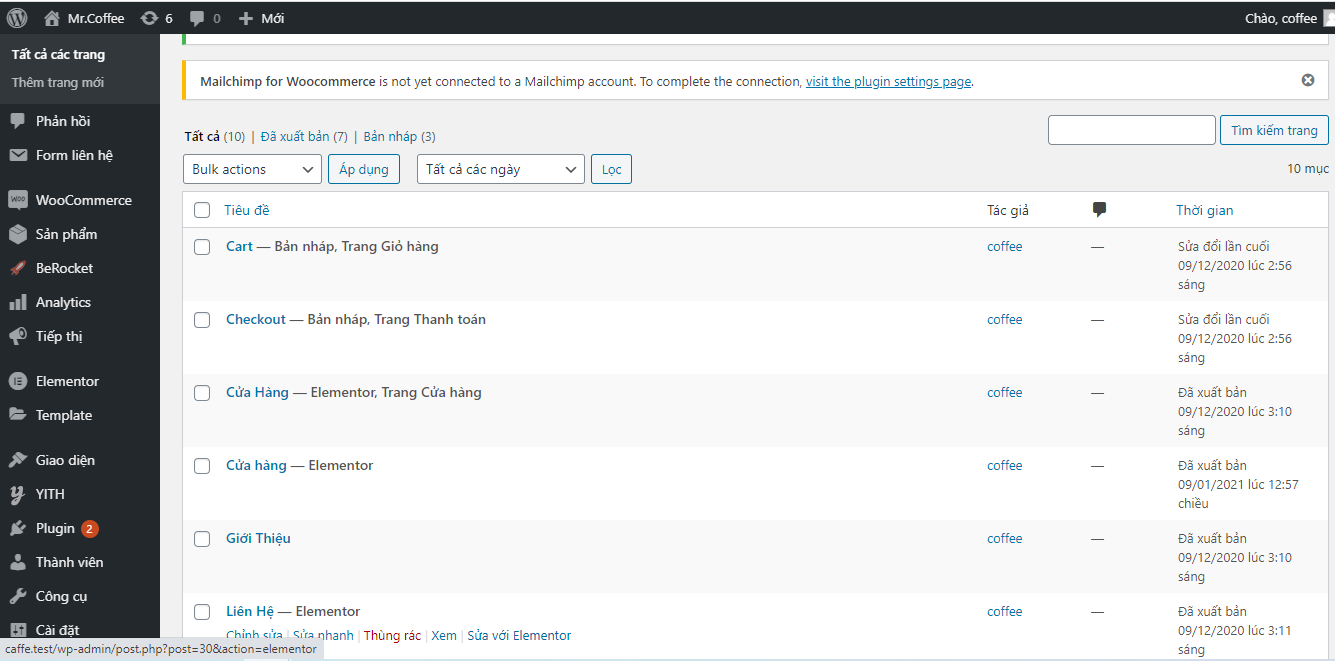 Mr.Coffee 6 0 Mới Chào, coffee
Tất cả các trang
Thêm trang mới
Phản hồi
Form liên hệ
WooCommerce
Sản phẩm
BeRocket
Analytics
Tiếp thị
Elementor
Template
Giao diện
YITH
Plugin 2
Thành viên
Công cụ
Cài đặt
Mailchimp for Woocommerce is not yet connected to a Mailchimp account. To complete the connection, visit the plugin settings page.
Tất cả (10) | Đã xuất bản (7) | Bản nháp (3)
Tìm kiếm trang
Bulk actions Áp dụng Tất cả các ngày Lọc
10 mục
Tiêu đề Tác giả Thời gian
Cart — Bản nháp, Trang Giỏ hàng coffee — Sửa đổi lần cuối
09/12/2020 lúc 2:56
sáng
Checkout — Bản nháp, Trang Thanh toán coffee — Sửa đổi lần cuối
09/12/2020 lúc 2:56
sáng
Cửa Hàng — Elementor, Trang Cửa hàng coffee — Đã xuất bản
09/12/2020 lúc 3:10
sáng
Cửa hàng — Elementor coffee — Đã xuất bản
09/01/2021 lúc 12:57
chiều
Giới Thiệu coffee — Đã xuất bản
09/12/2020 lúc 3:10
sáng
Liên Hệ — Elementor coffee — Đã xuất bản
09/12/2020 lúc 3:11
sáng
Chỉnh sửa | Sửa nhanh | Thùng rác | Xem | Sửa với Elementor
caffe.test/wp-admin/post.php?post=30&action=elementor